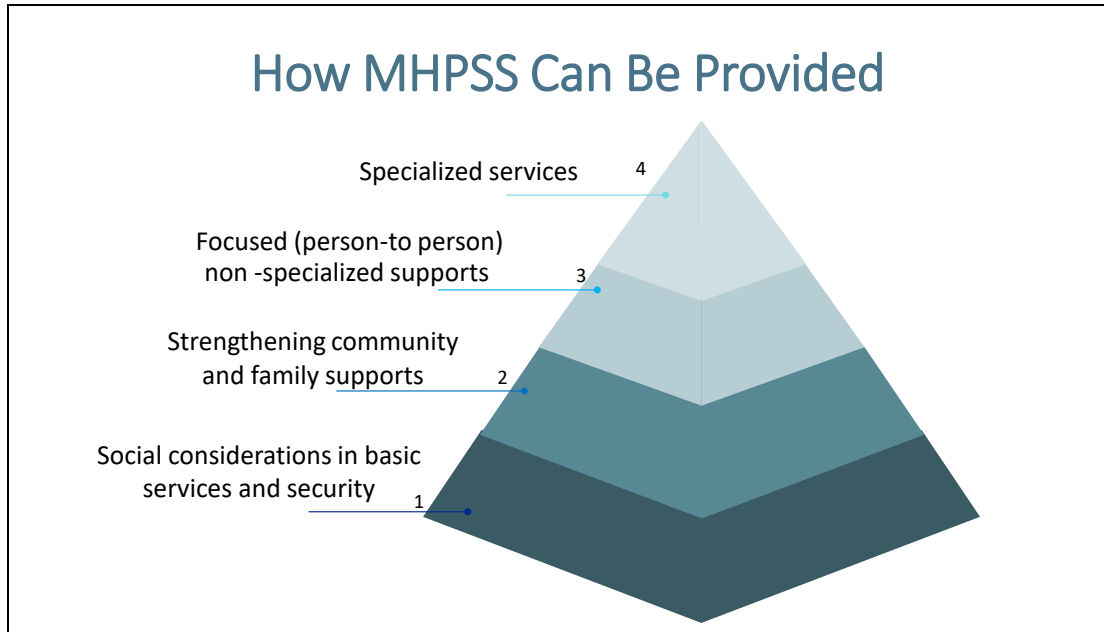 How MHPSS Can Be Provided
Specialized services
4
Focused (person-to person)
non -specialized supports
3
Strengthening community
and family supports
2
Social considerations in basic
services and security
1